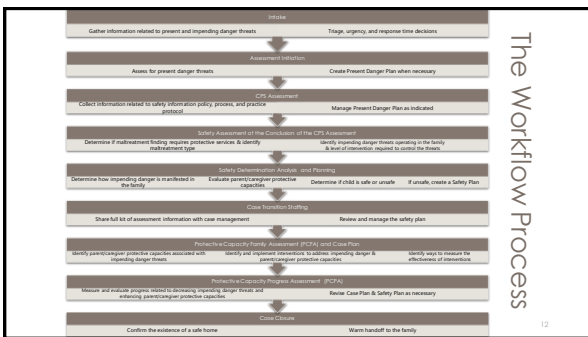 Intake
Gather information related to present and impending danger threats
Triage, urgency, and response time decisions
Assessment Initiation
Assess for present danger threats
Create Present Danger Plan when necessary
CPS Assessment
Collect information related to safety information policy, process, and practice
protocol
Manage Present Danger Plan as indicated
Safety Assessment at the Conclusion of the CPS Assessment
Determine if maltreatment finding requires protective services & identify
maltreatment type
Identify impending danger threats operating in the family
& level of intervention required to control the threats
Safety Determination Analysis and Planning
Determine how impending danger is manifested in
the family
Evaluate parent/caregiver protective
capacities
Determine if child is safe or unsafe
If unsafe, create a Safety Plan
Case Transition Staffing
Share full kit of assessment information with case management
Review and manage the safety plan
Protective Capacity Family Assessment (PCFA) and Case Plan
Identify parent/caregiver protective capacities associated with
impending danger threats
Identify and implement interventions to address impending danger &
parent/caregiver protective capacities
Identify ways to measure the
effectiveness of interventions
Protective Capacity Progress Assessment (PCPA)
Measure and evaluate progress related to decreasing impending danger threats and
enhancing parent/caregiver protective capacities
Revise Case Plan & Safety Plan as necessary
Case Closure
Confirm the existence of a safe home
Warm handoff to the family
The Workflow Process
12